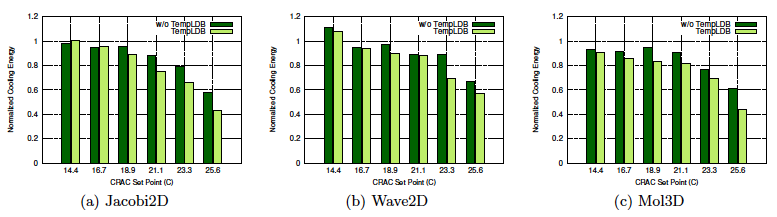 1.2
1
0.8
0.6
0.4
0.2
0
Normalized Cooling Energy
w/o TempLDB
TempLDB
14.4 16.7 18.9 21.1 23.3 25.6
CRAC Set Point (C)
(a) Jacobi2D
1.2
1
0.8
0.6
0.4
0.2
0
Normalized Cooling Energy
w/o TempLDB
TempLDB
14.4 16.7 18.9 21.1 23.3 25.6
CRAC Set Point (C)
(b) Wave2D
1.2
1
0.8
0.6
0.4
0.2
0
Normalized Cooling Energy
w/o TempLDB
TempLDB
14.4 16.7 18.9 21.1 23.3 25.6
CRAC Set Point (C)
(c) Mol3D